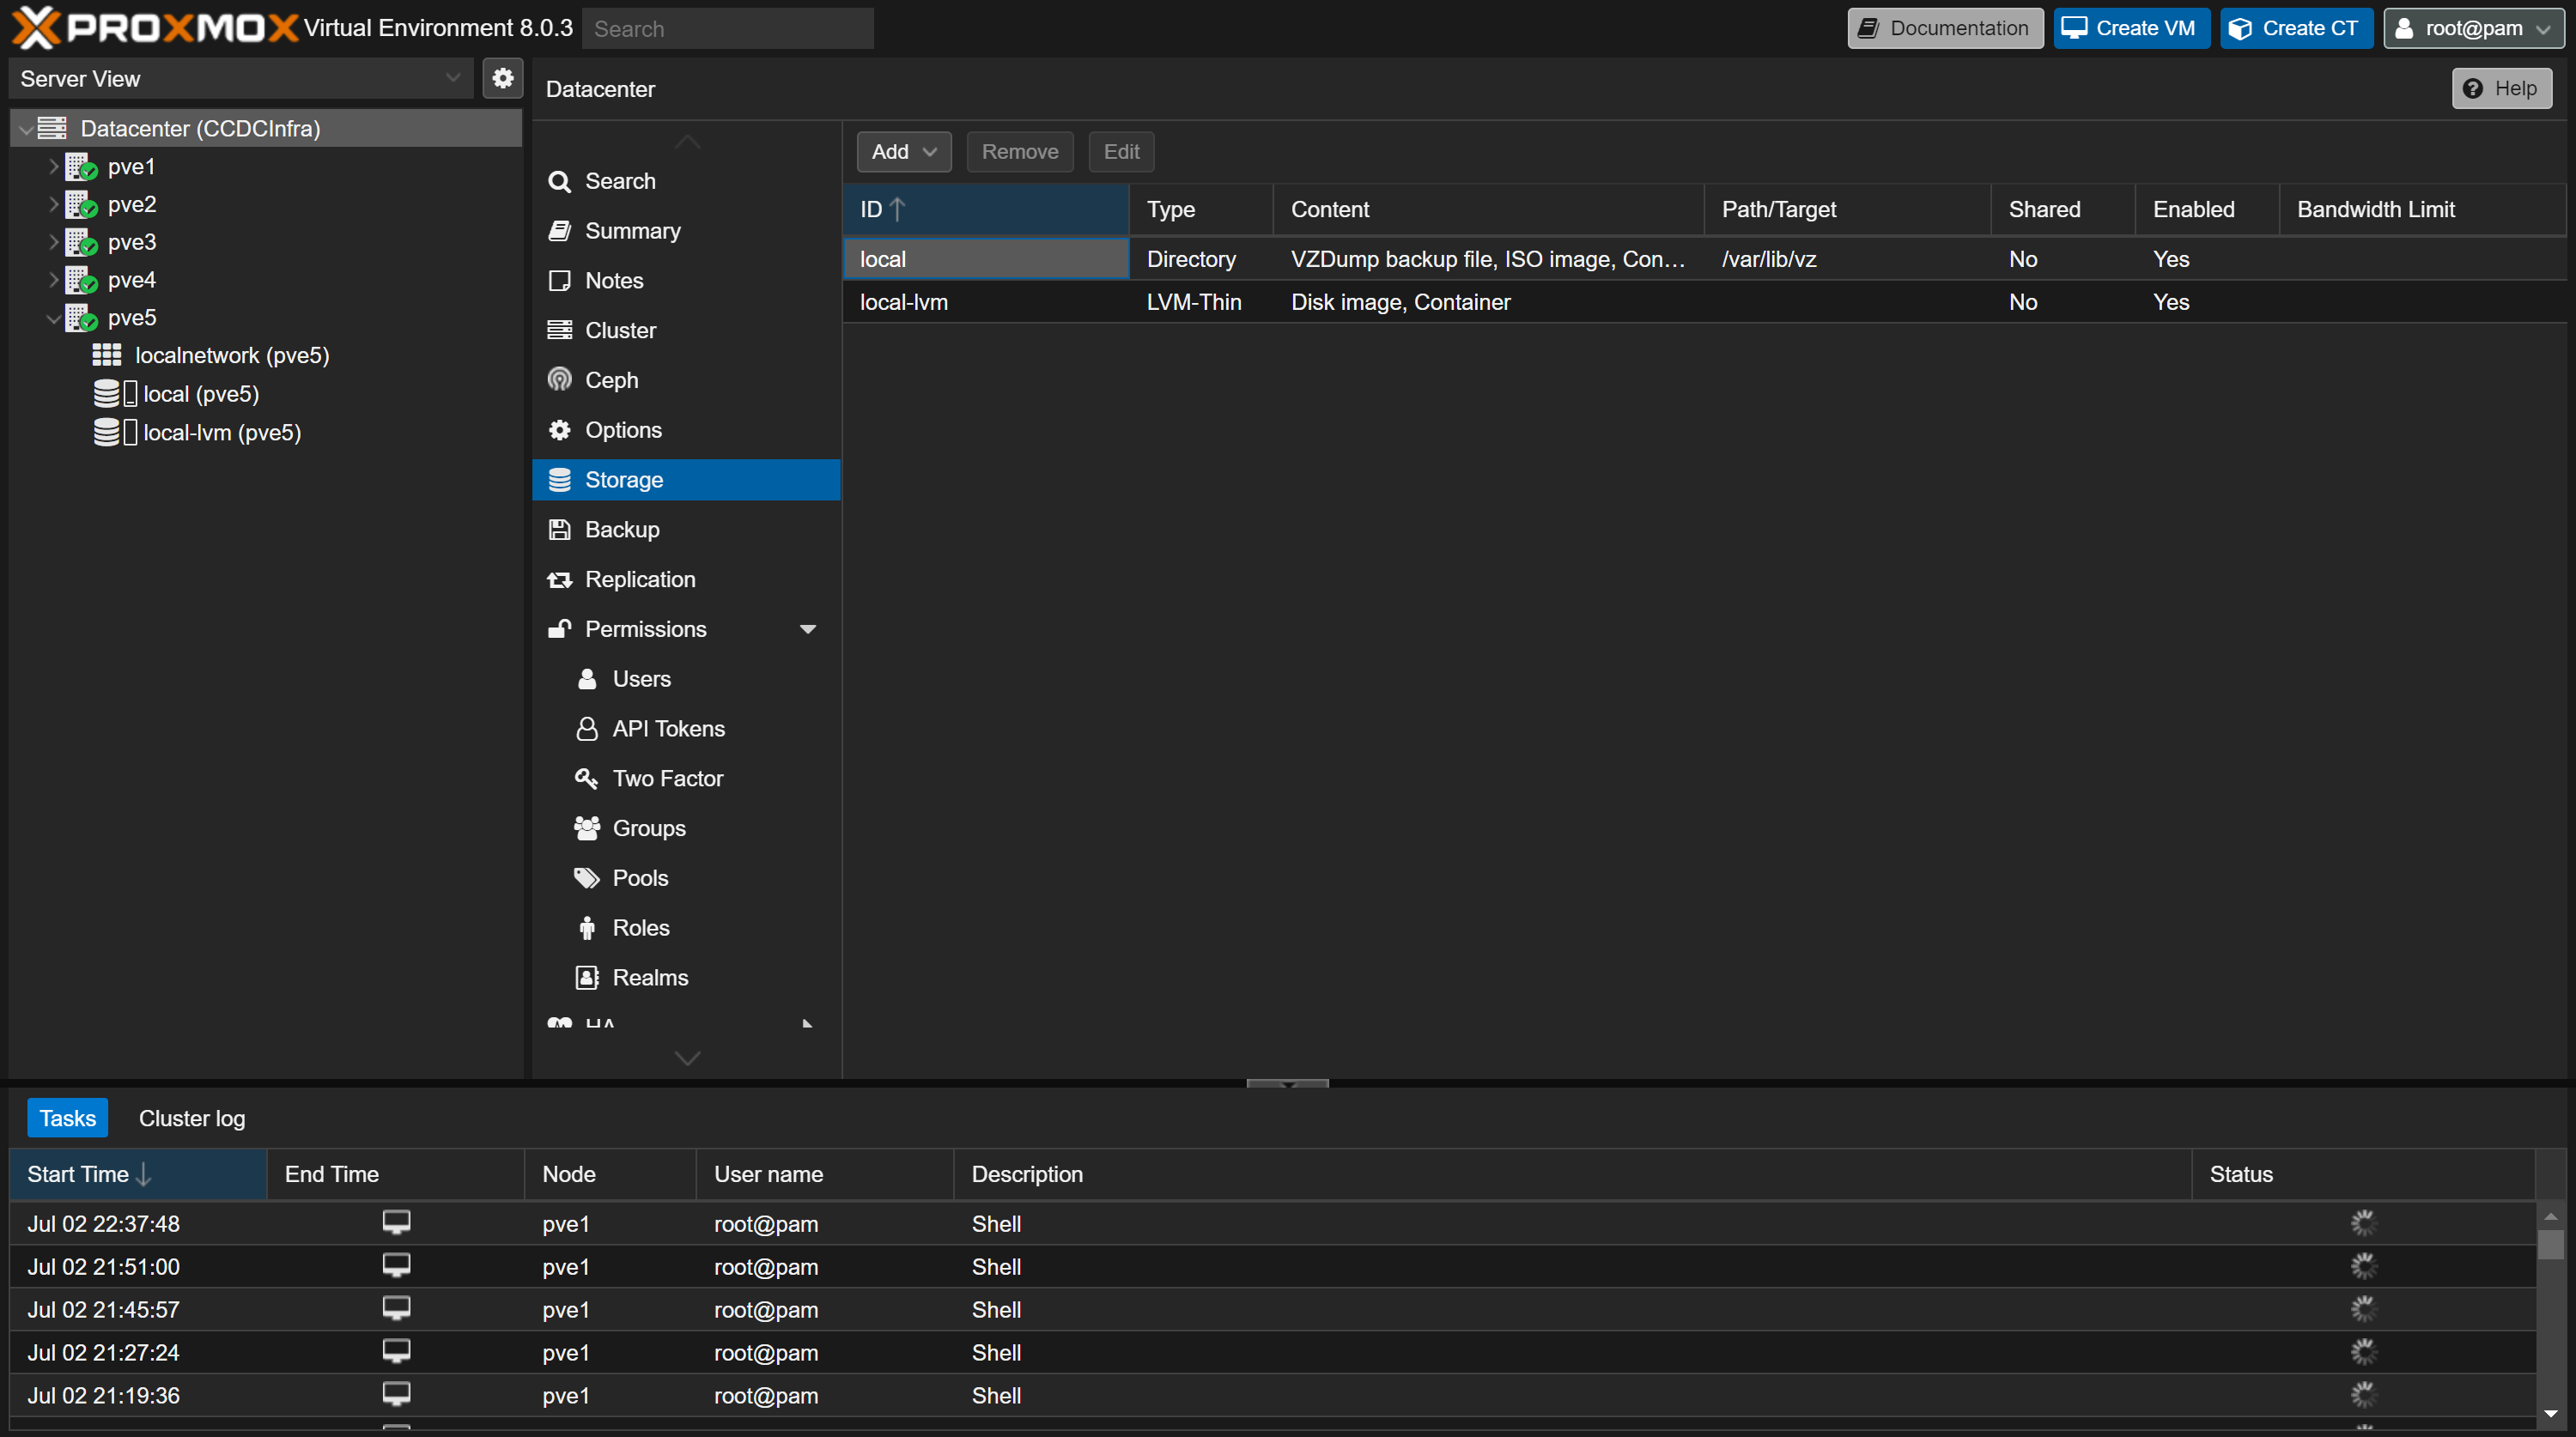 PROXMOX Virtual Environment 8.0.3 Search Documentation Create VM Create CT root@pam
Server View
Datacenter (CCDCInfra)
pve1
pve2
pve3
pve4
pve5
localnetwork (pve5)
local (pve5)
local-lvm (pve5)
Datacenter Help
Search
Summary
Notes
Cluster
Ceph
Options
Storage
Backup
Replication
Permissions
Users
API Tokens
Two Factor
Groups
Pools
Roles
Realms
HA
Add Remove Edit
ID Type Content Path/Target Shared Enabled Bandwidth Limit
local Directory VZDump backup file, ISO image, Con... /var/lib/vz No Yes
local-lvm LVM-Thin Disk image, Container No Yes
Tasks Cluster log
Start Time End Time Node User name Description Status
Jul 02 22:37:48 pve1 root@pam Shell
Jul 02 21:51:00 pve1 root@pam Shell
Jul 02 21:45:57 pve1 root@pam Shell
Jul 02 21:27:24 pve1 root@pam Shell
Jul 02 21:19:36 pve1 root@pam Shell